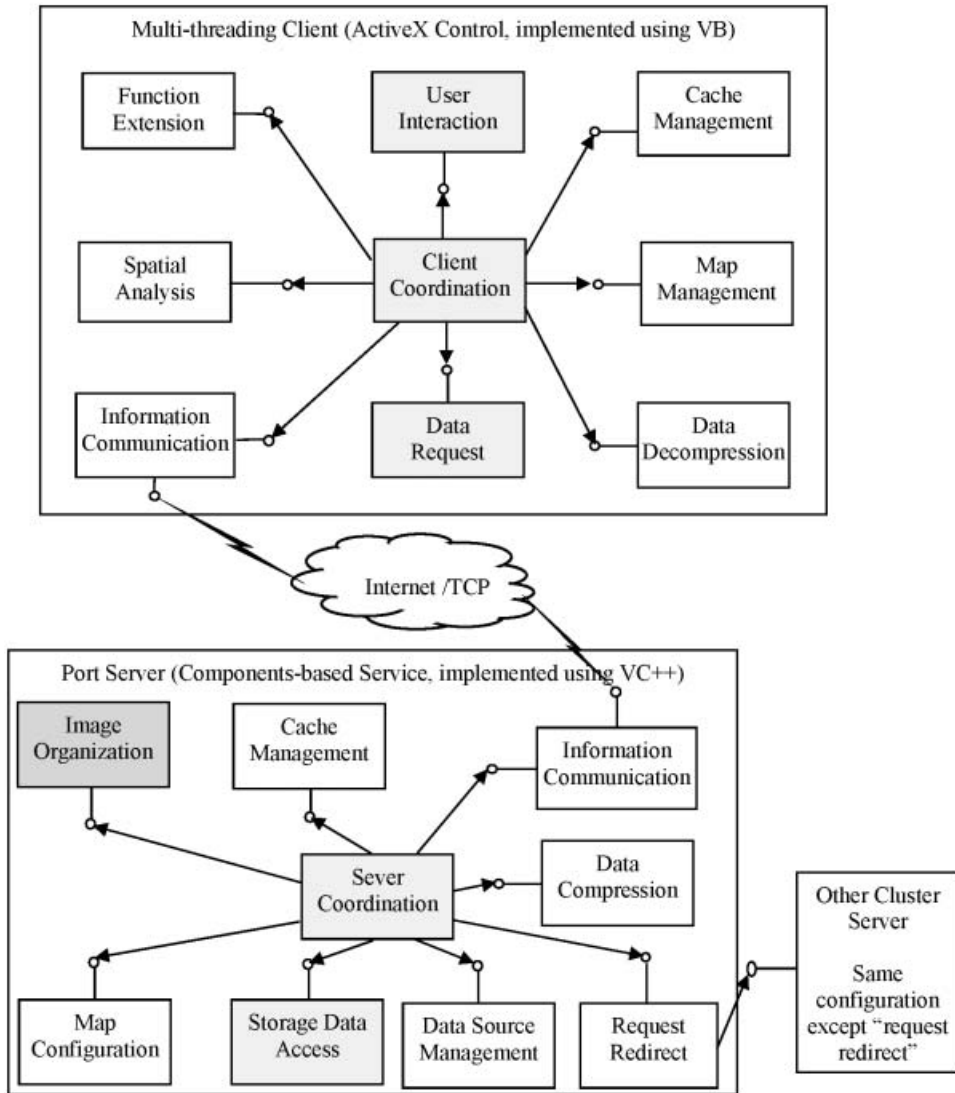 Multi-threading Client (ActiveX Control, implemented using VB)
Function
Extension
User
Interaction
Cache
Management
Spatial
Analysis
Client
Coordination
Map
Management
Information
Communication
Data
Request
Data
Decompression
Internet /TCP
Port Server (Components-based Service, implemented using VC++)
Image
Organization
Cache
Management
Information
Communication
Sever
Coordination
Data
Compression
Other Cluster
Server
Same
configuration
except “request
redirect”
Map
Configuration
Storage Data
Access
Data Source
Management
Request
Redirect